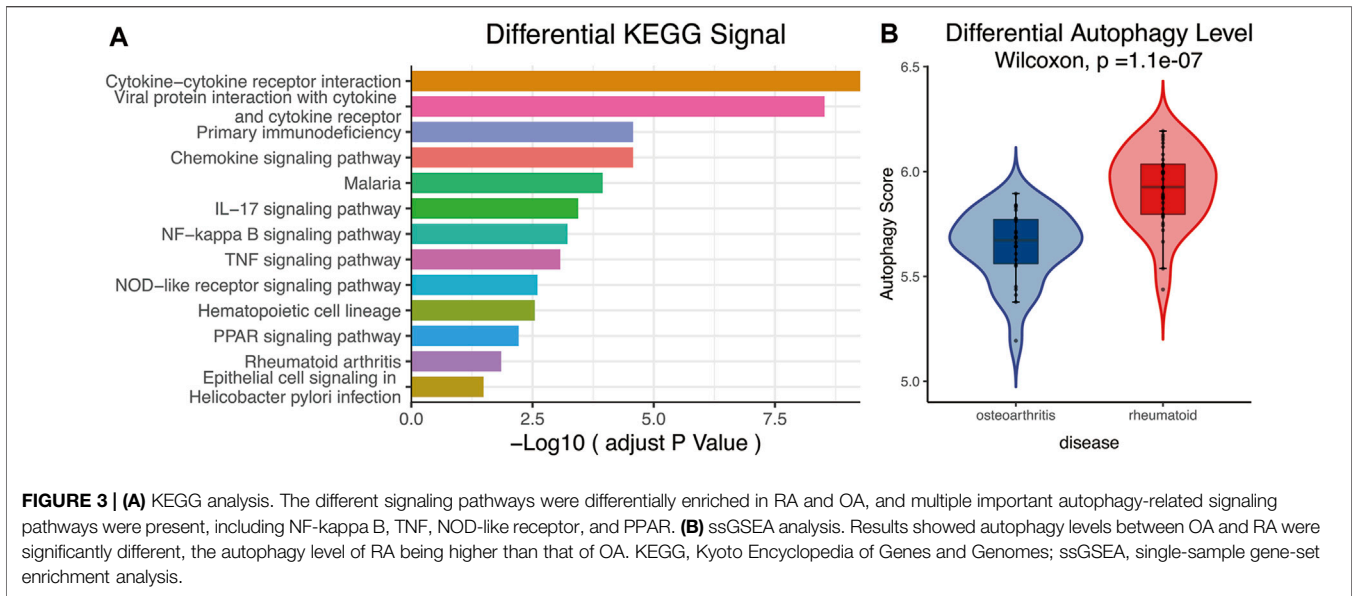 A
Differential KEGG Signal
Cytokine−cytokine receptor interaction
Viral protein interaction with cytokine
and cytokine receptor
Primary immunodeficiency
Chemokine signaling pathway
Malaria
IL−17 signaling pathway
NF−kappa B signaling pathway
TNF signaling pathway
NOD−like receptor signaling pathway
Hematopoietic cell lineage
PPAR signaling pathway
Rheumatoid arthritis
Epithelial cell signaling in
Helicobacter pylori infection
0.0 2.5 5.0 7.5
−Log10 ( adjust P Value )
B
Differential Autophagy Level
Wilcoxon, p =1.1e-07
Autophagy Score
6.5
6.0
5.5
5.0
osteoarthritis rheumatoid
disease
FIGURE 3 | (A) KEGG analysis. The different signaling pathways were differentially enriched in RA and OA, and multiple important autophagy-related signaling
pathways were present, including NF-kappa B, TNF, NOD-like receptor, and PPAR. (B) ssGSEA analysis. Results showed autophagy levels between OA and RA were
significantly different, the autophagy level of RA being higher than that of OA. KEGG, Kyoto Encyclopedia of Genes and Genomes; ssGSEA, single-sample gene-set
enrichment analysis.